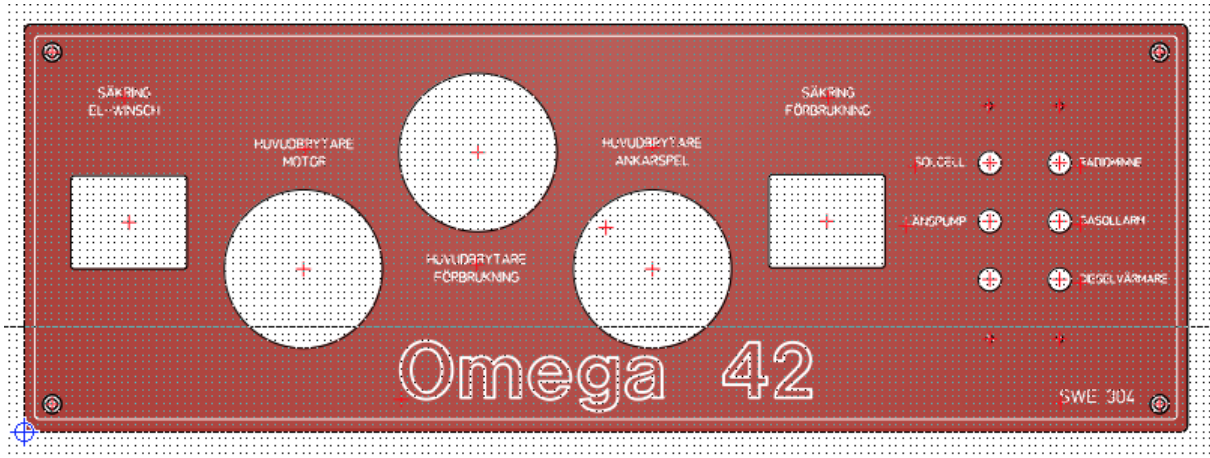 SÄKRING
EL-WINSCH
HUVUDBRYTARE
MOTOR
HUVUDBRYTARE
FÖRBRUKNING
HUVUDBRYTARE
ANKARSPEL
SÄKRING
FÖRBRUKNING
SOLCELL
RADIOMINNE
LÄNSPUMP
GASOLLARM
DIESELVÄRMARE
Omega 42
SWE 304